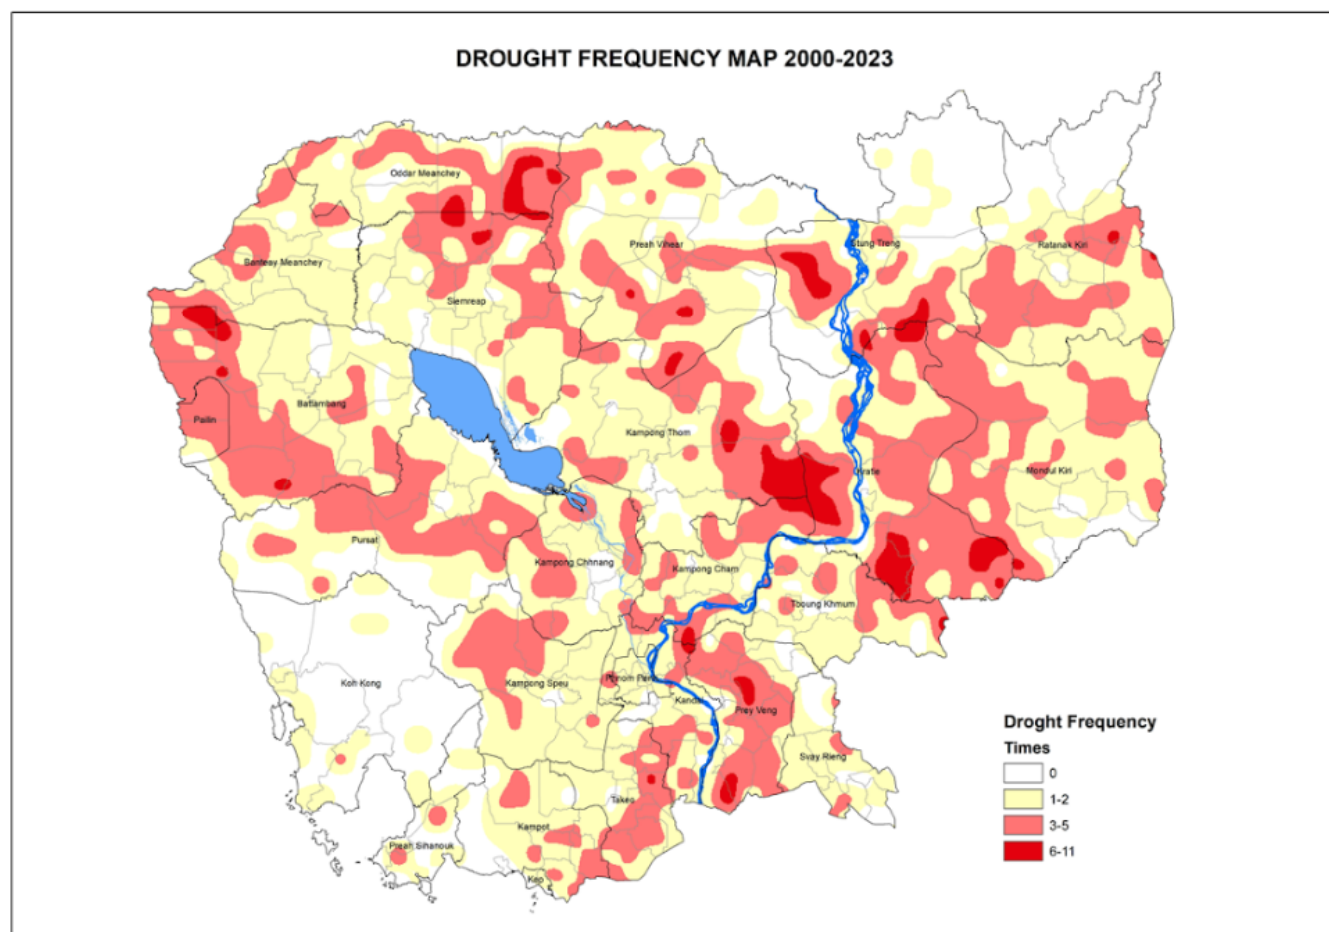 DROUGHT FREQUENCY MAP 2000-2023
Oddar Meanchey
Banteay Meanchey
Preah Vihear
Stung Treng
Ratanak Kiri
Siemreap
Battambang
Pailin
Kampong Thom
Kratie
Mondul Kiri
Pursat
Kampong Chhnang
Kampong Cham
Tboung Khmum
Koh Kong
Kampong Speu
Phnom Penh
Kandal
Prey Veng
Svay Rieng
Takeo
Kampot
Preah Sihanouk
Kep
Droght Frequency
Times
0
1-2
3-5
6-11